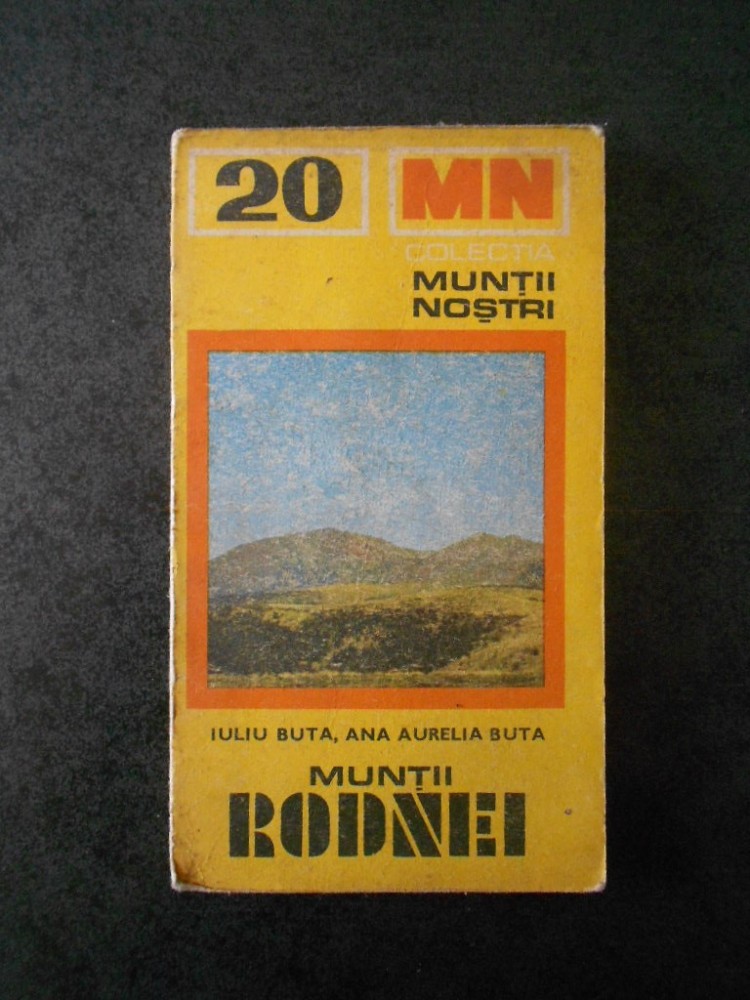 20
MN
COLECȚIA
MUNȚII
NOȘTRI
IULIU BUTA, ANA AURELIA BUTA
MUNȚII
RODNEI